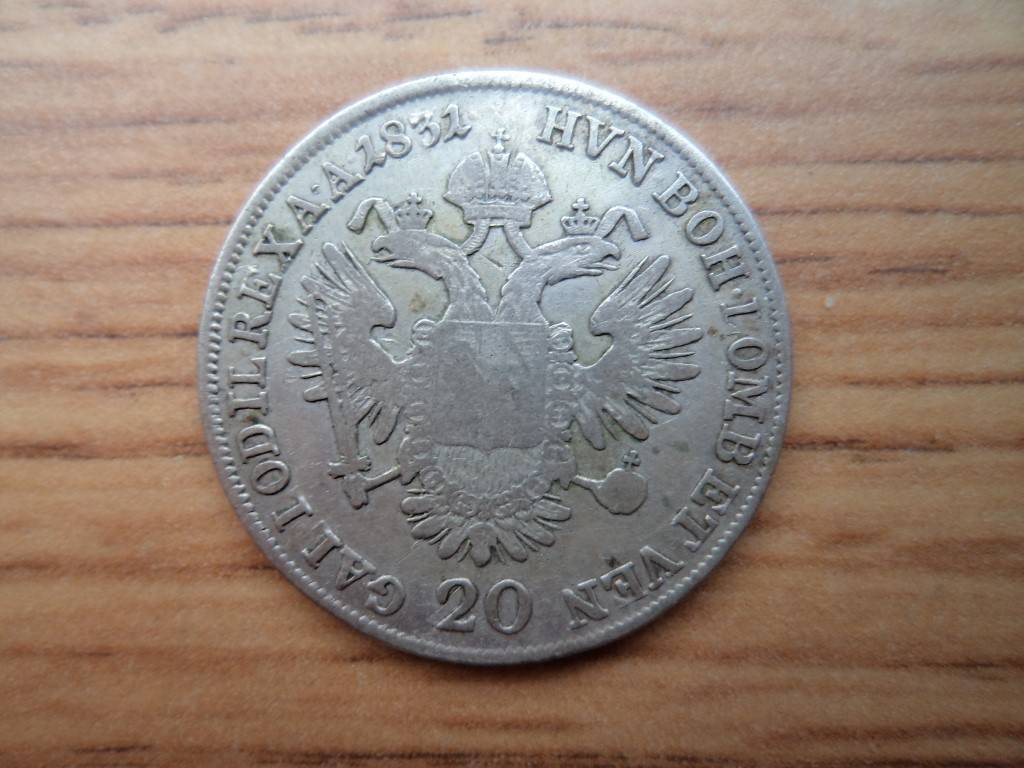 HVN BOH·LOMB ET VEN
20
GAL LOD IL REX A·A·1831